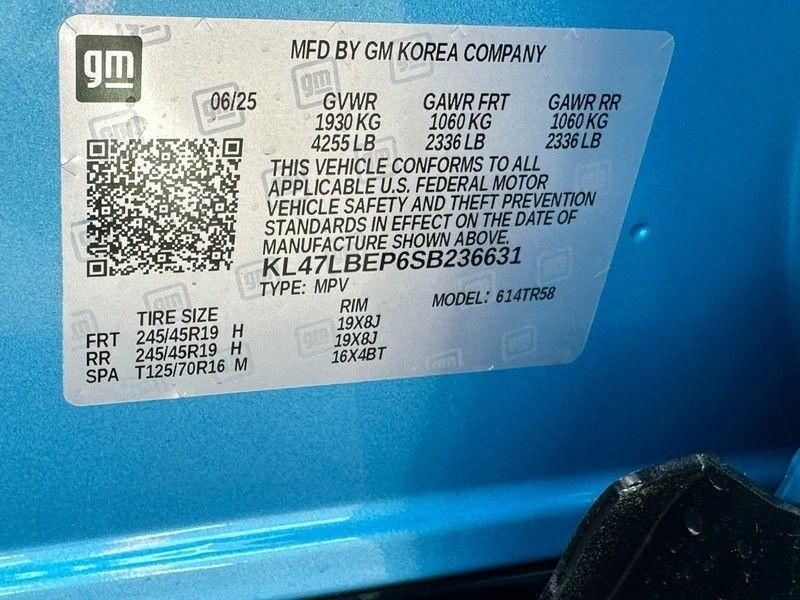 gm
MFD BY GM KOREA COMPANY
06/25 GVWR GAWR FRT GAWR RR
1930 KG 1060 KG 1060 KG
4255 LB 2336 LB 2336 LB
THIS VEHICLE CONFORMS TO ALL
APPLICABLE U.S. FEDERAL MOTOR
VEHICLE SAFETY AND THEFT PREVENTION
STANDARDS IN EFFECT ON THE DATE OF
MANUFACTURE SHOWN ABOVE.
KL47LBEP6SB236631
TYPE: MPV MODEL: 614TR58
TIRE SIZE RIM
FRT 245/45R19 H 19X8J
RR 245/45R19 H 19X8J
SPA T125/70R16 M 16X4BT